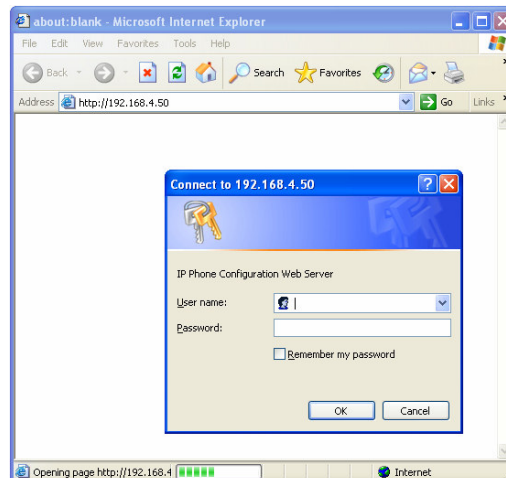 about:blank - Microsoft Internet Explorer
File Edit View Favorites Tools Help
Back Search Favorites
Address http://192.168.4.50 Go Links
Connect to 192.168.4.50
IP Phone Configuration Web Server
User name:
Password:
Remember my password
OK Cancel
Opening page http://192.168.4 Internet